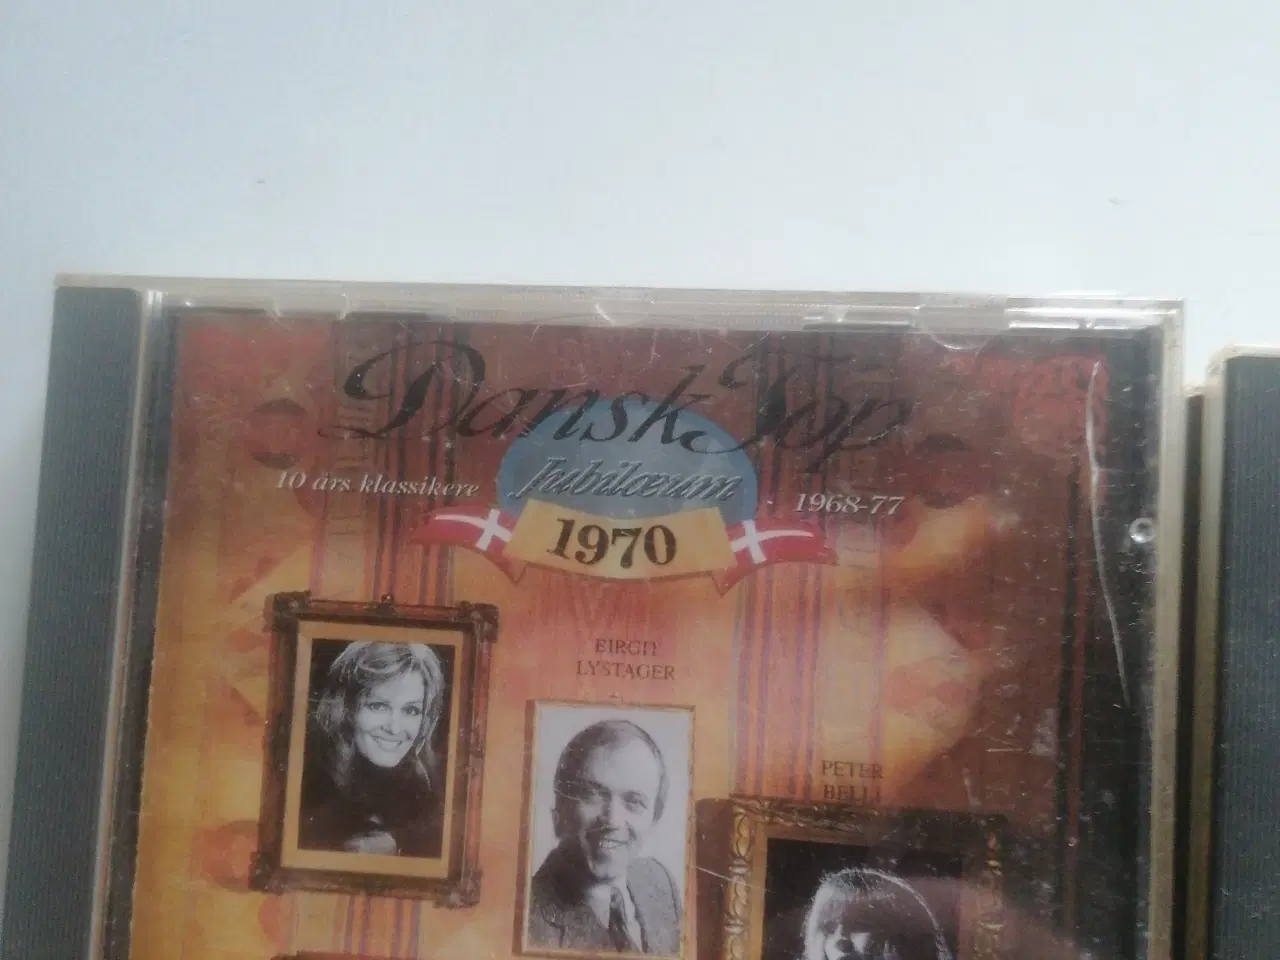 Dansk Top
Jubilæum
10 års klassikere
1968-77
1970
BIRGIT
LYSTAGER
PETER
BELLI